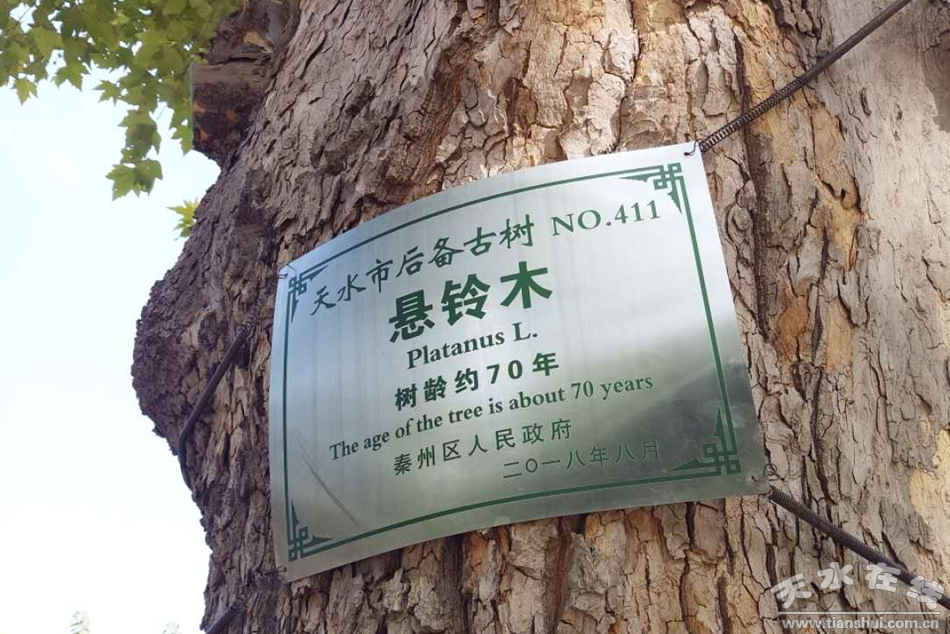 天水市后备古树 NO.411
悬铃木
Platanus L.
树龄约70年
The age of the tree is about 70 years
秦州区人民政府
二〇一八年八月
天水在线
www.tianshui.com.cn